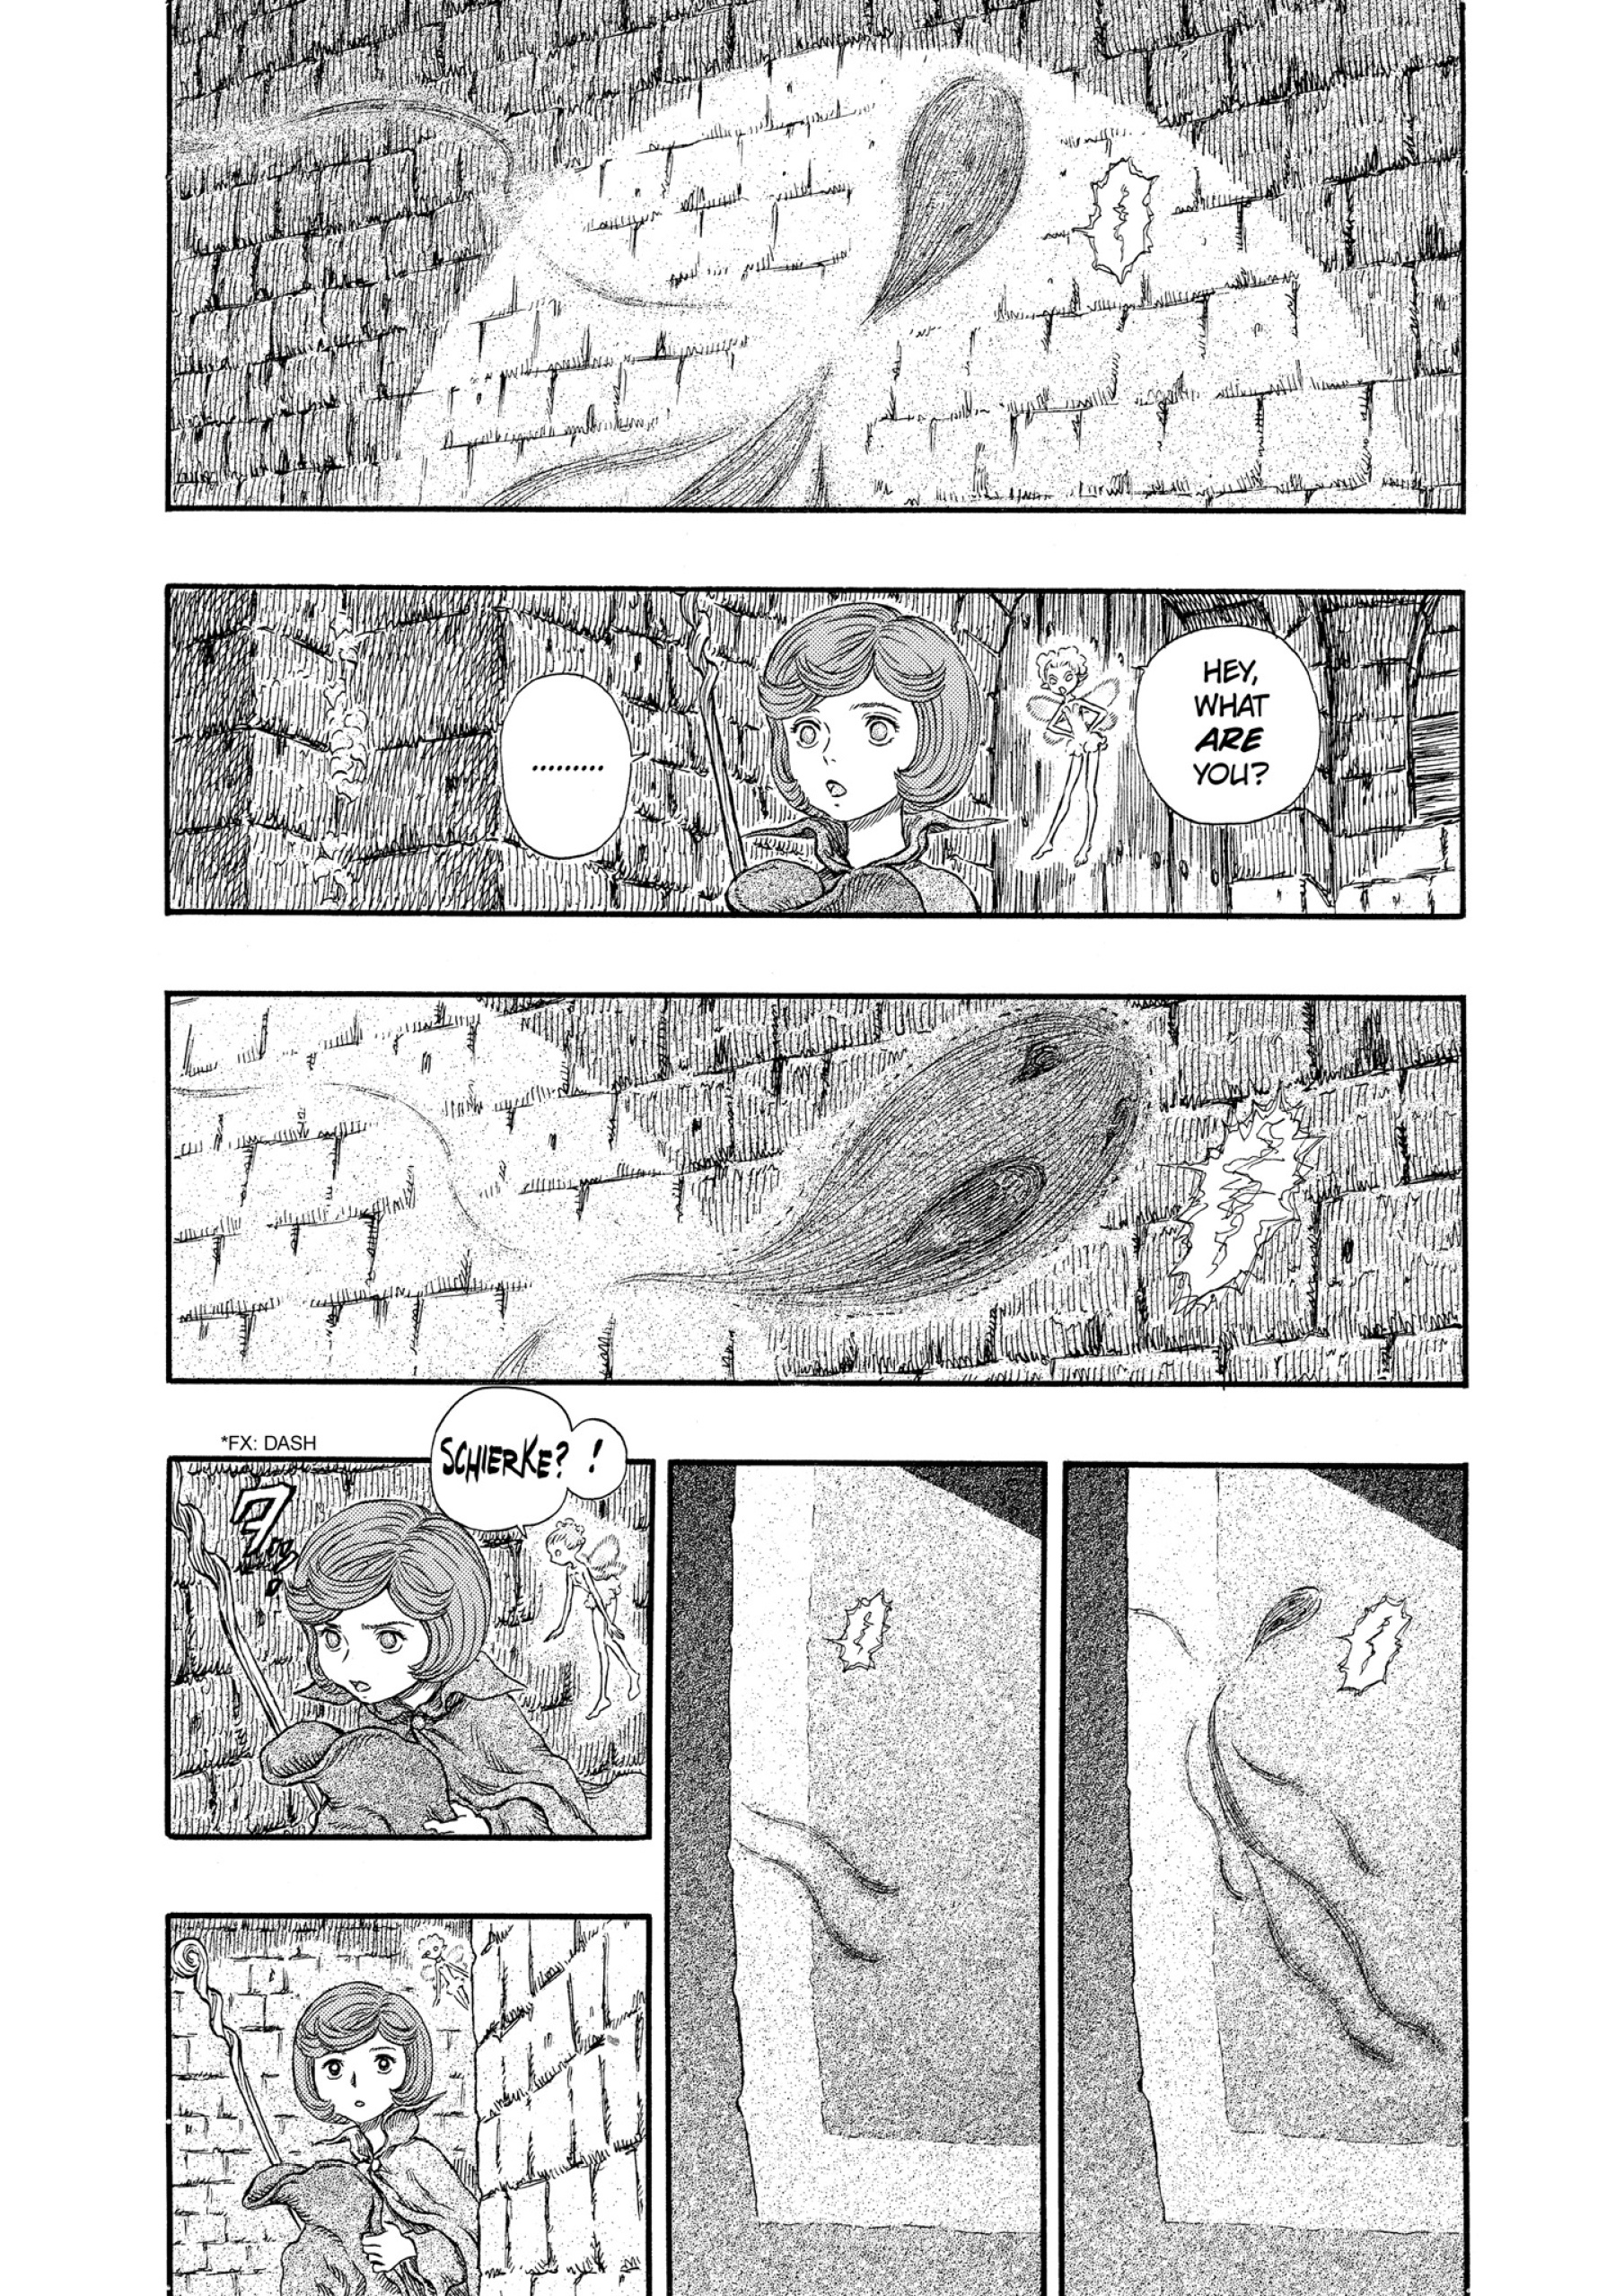 HEY,
WHAT
ARE
YOU?
.........
!
SCHIERKE?
*FX: DASH